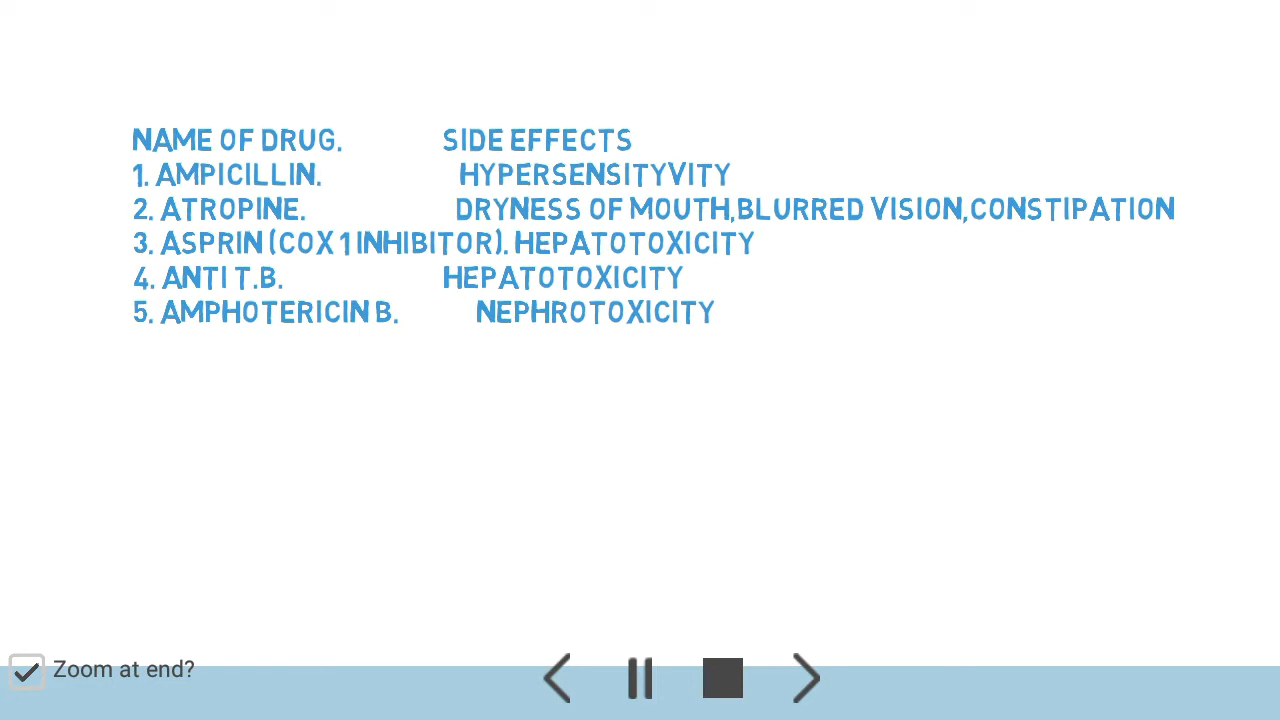 NAME OF DRUG. SIDE EFFECTS
1. AMPICILLIN. HYPERSENSITYVITY
2. ATROPINE. DRYNESS OF MOUTH,BLURRED VISION,CONSTIPATION
3. ASPRIN (COX 1 INHIBITOR). HEPATOTOXICITY
4. ANTI T.B. HEPATOTOXICITY
5. AMPHOTERICIN B. NEPHROTOXICITY
Zoom at end?